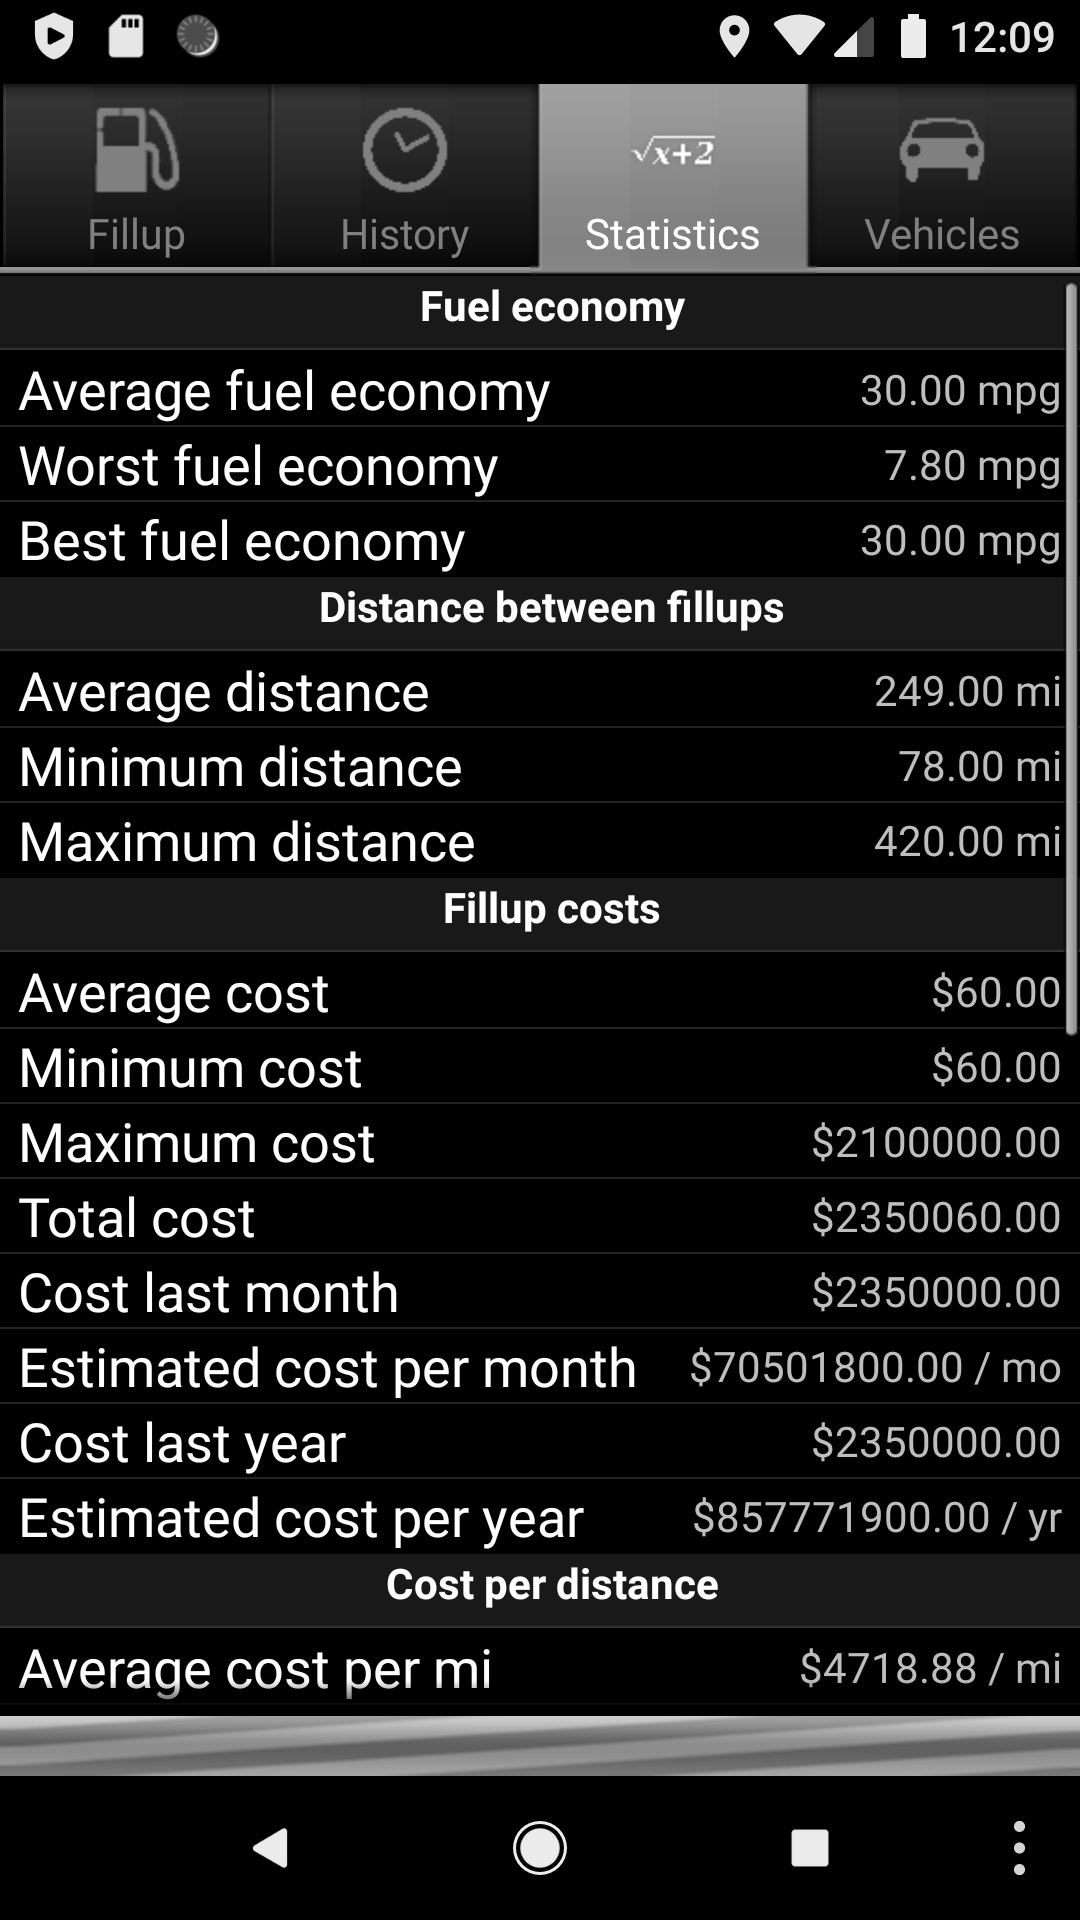 12:09
√x+2
Fillup History Statistics Vehicles
Fuel economy
Average fuel economy 30.00 mpg
Worst fuel economy 7.80 mpg
Best fuel economy 30.00 mpg
Distance between fillups
Average distance 249.00 mi
Minimum distance 78.00 mi
Maximum distance 420.00 mi
Fillup costs
Average cost $60.00
Minimum cost $60.00
Maximum cost $2100000.00
Total cost $2350060.00
Cost last month $2350000.00
Estimated cost per month $70501800.00 / mo
Cost last year $2350000.00
Estimated cost per year $857771900.00 / yr
Cost per distance
Average cost per mi $4718.88 / mi